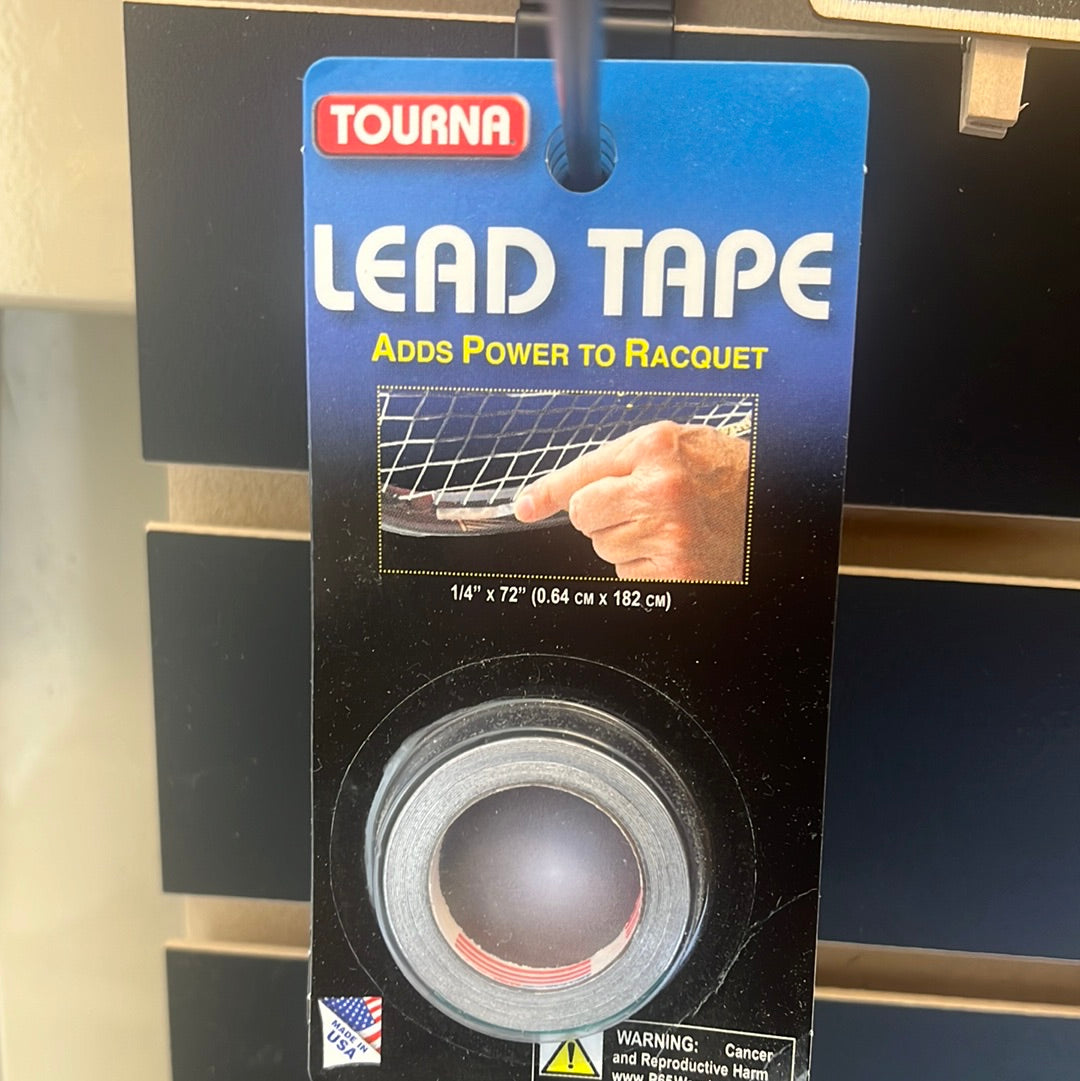 TOURNA
LEAD TAPE
ADDS POWER TO RACQUET
1/4” x 72” (0.64 CM X 182 CM)
MADE IN
USA
WARNING: Cancer
and Reproductive Harm